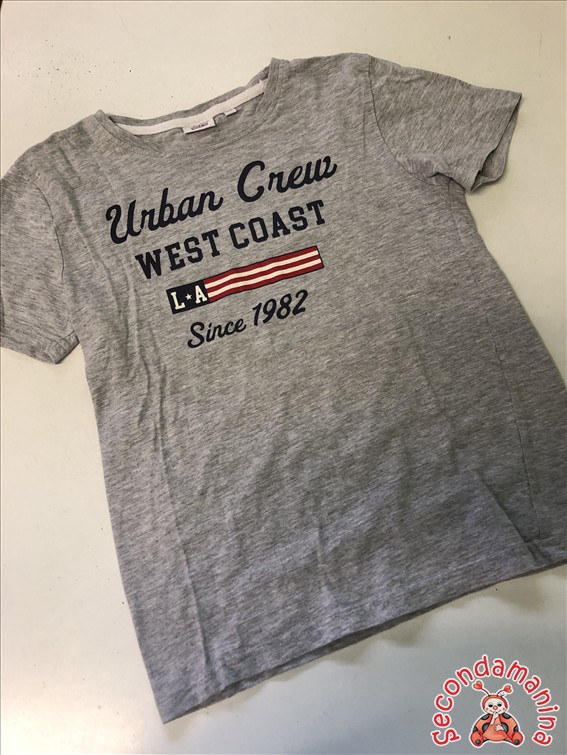 Urban Crew
WEST COAST
L★A
Since 1982
Secondamanina